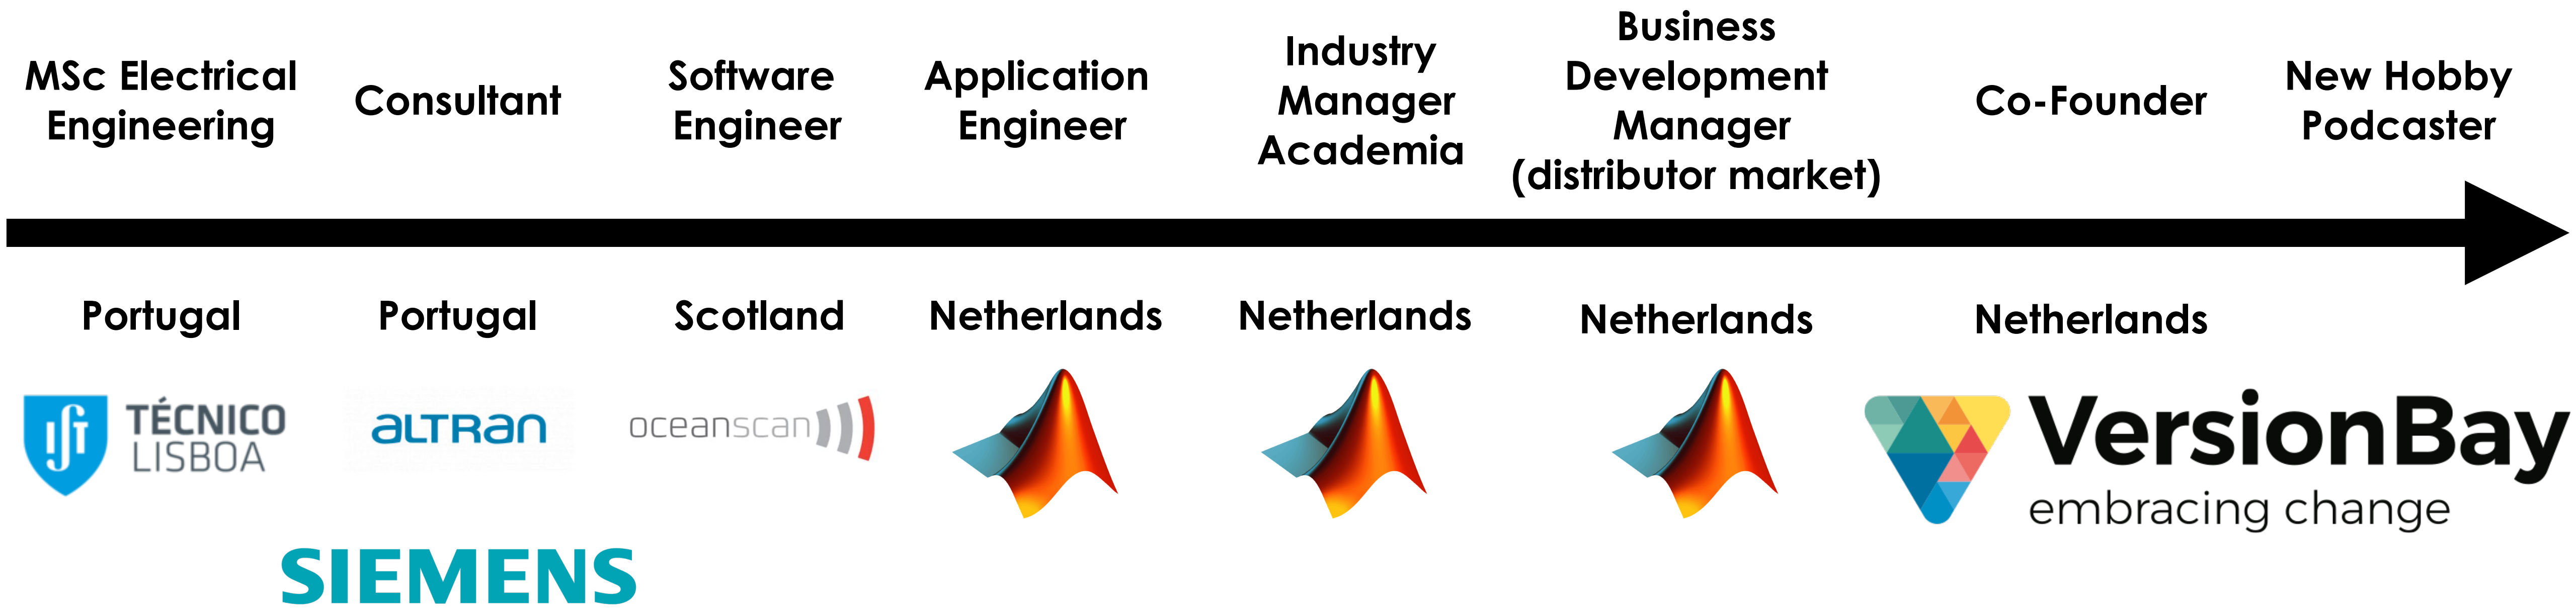 MSc Electrical
Engineering
Consultant
Software
Engineer
Application
Engineer
Industry
Manager
Academia
Business
Development
Manager
(distributor market)
Co-Founder
New Hobby
Podcaster
Portugal
Portugal
Scotland
Netherlands
Netherlands
Netherlands
Netherlands
TÉCNICO
LISBOA
ALTRAN
oceanscan
VersionBay
embracing change
SIEMENS